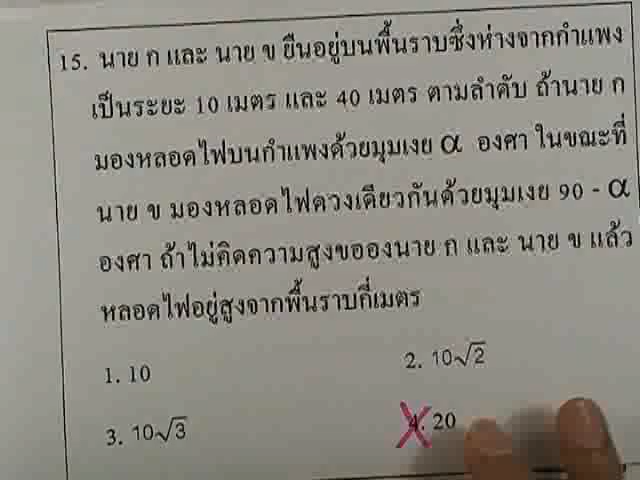 15. นาย ก และ นาย ข ยืนอยู่บนพื้นราบซึ่งห่างจากกำแพง
เป็นระยะ 10 เมตร และ 40 เมตร ตามลำดับ ถ้านาย ก
มองหลอดไฟบนกำแพงด้วยมุมเงย α องศา ในขณะที่
นาย ข มองหลอดไฟดวงเดียวกันด้วยมุมเงย 90 - α
องศา ถ้าไม่คิดความสูงขอองนาย ก และ นาย ข แล้ว
หลอดไฟอยู่สูงจากพื้นราบกี่เมตร
1. 10
2. 10√2
3. 10√3
4. 20